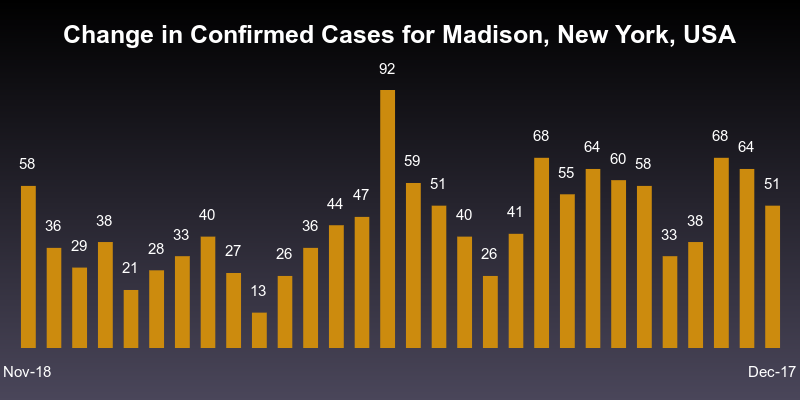 Change in Confirmed Cases for Madison, New York, USA
58 36 29 38 21 28 33 40 27 13 26 36 44 47 92 59 51 40 26 41 68 55 64 60 58 33 38 68 64 51
Nov-18 Dec-17